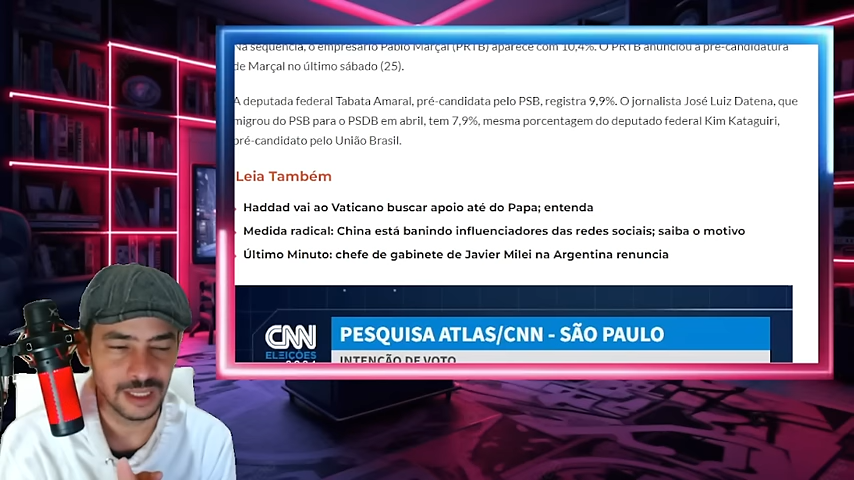 Na sequência, o empresário Pablo Marçal (PRTB) aparece com 10,4%. O PRTB anunciou a pré-candidatura
de Marçal no último sábado (25).
A deputada federal Tabata Amaral, pré-candidata pelo PSB, registra 9,9%. O jornalista José Luiz Datena, que
migrou do PSB para o PSDB em abril, tem 7,9%, mesma porcentagem do deputado federal Kim Kataguiri,
pré-candidato pelo União Brasil.
Leia Também
Haddad vai ao Vaticano buscar apoio até do Papa; entenda
Medida radical: China está banindo influenciadores das redes sociais; saiba o motivo
Último Minuto: chefe de gabinete de Javier Milei na Argentina renuncia
CNN
ELEIÇÕES
2024
PESQUISA ATLAS/CNN - SÃO PAULO
INTENÇÃO DE VOTO